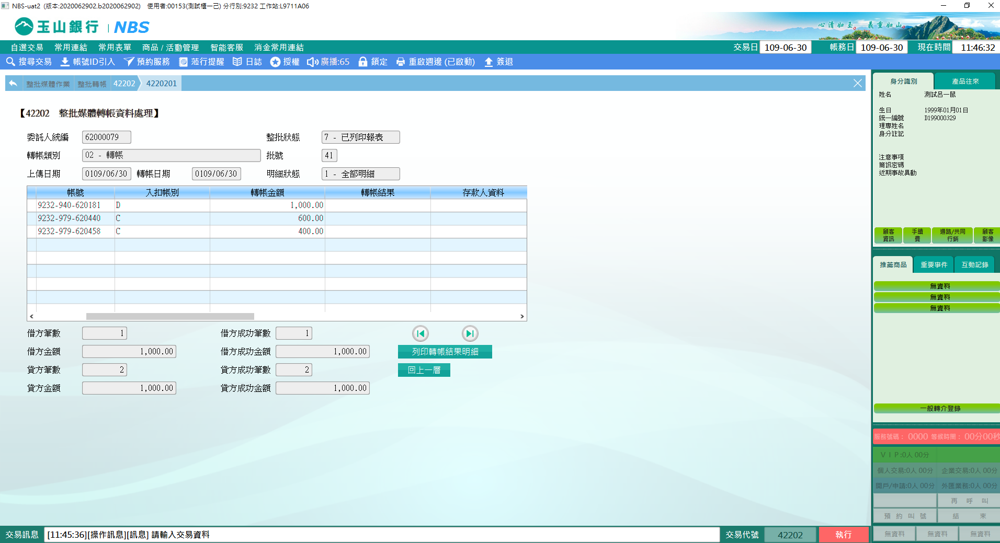 NBS-uat2 (版本:2020062902.b2020062902) 使用者:00153(測試櫃一己) 分行別:9232 工作站:L9711A06
玉山銀行 | NBS
心清如玉 義重如山
自選交易 常用連結 常用表單 商品 / 活動管理 智能客服 消金常用連結 交易日 109-06-30 帳務日 109-06-30 現在時間 11:46:32
搜尋交易 帳號ID引入 預約服務 蒞行提醒 日誌 授權 廣播:65 鎖定 重啟週邊 (已啟動) 簽退
整批媒體作業 整批轉帳 42202 4220201
【42202 整批媒體轉帳資料處理】
委託人統編 62000079 整批狀態 7 - 已列印報表
轉帳類別 02 - 轉帳 批號 41
上傳日期 0109/06/30 轉帳日期 0109/06/30 明細狀態 1 - 全部明細
帳號 入扣帳別 轉帳金額 轉帳結果 存款人資料
9232-940-620181 D 1,000.00
9232-979-620440 C 600.00
9232-979-620458 C 400.00
借方筆數 1 借方成功筆數 1
借方金額 1,000.00 借方成功金額 1,000.00 列印轉帳結果明細
貸方筆數 2 貸方成功筆數 2 回上一層
貸方金額 1,000.00 貸方成功金額 1,000.00
身分識別 產品往來
姓名 測試呂一鼠
生日 1999年01月01日
統一編號 D199000329
理專姓名
身分註記
注意事項
簡訊密碼
近期事故異動
顧客資訊 手續費 通路/共同行銷 顧客影像
推薦商品 重要事件 互動記錄
無資料
無資料
無資料
一般轉介登錄
服務號碼： 0000 等候時間： 00分00秒
ＶＩＰ:0人 00分
個人交易:0人 00分 企業交易:0人 00分
開戶/申請:0人 00分 外匯業務:0人 00分
再 呼 叫
預 約 叫 號 結 束
無資料 無資料 無資料
交易訊息 [11:45:36][操作訊息][訊息] 請輸入交易資料 交易代號 42202 執行